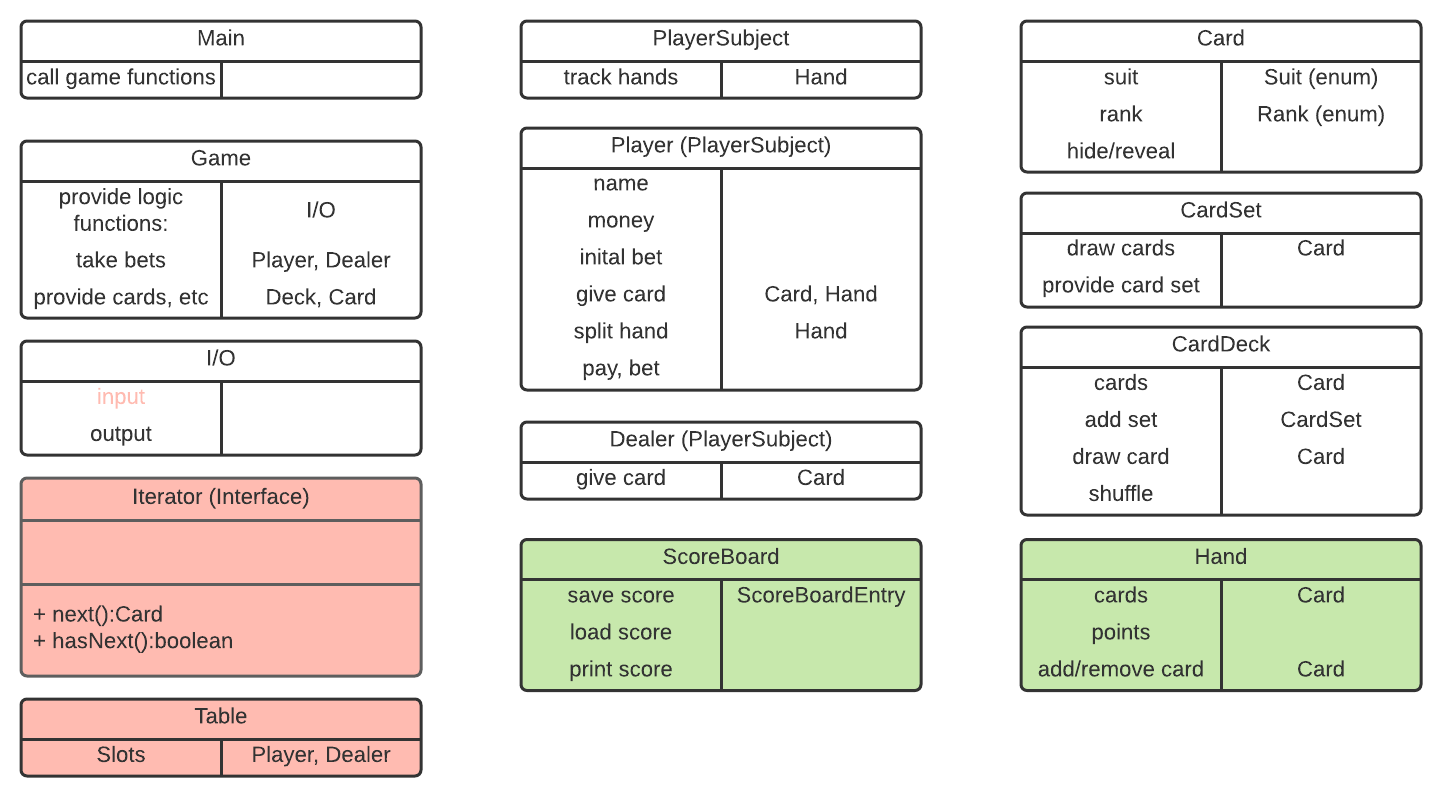 Main
call game functions
Game
provide logic
functions:
I/O
take bets
Player, Dealer
provide cards, etc
Deck, Card
I/O
input
output
Iterator (Interface)
+ next():Card
+ hasNext():boolean
Table
Slots
Player, Dealer
PlayerSubject
track hands
Hand
Player (PlayerSubject)
name
money
inital bet
give card
Card, Hand
split hand
Hand
pay, bet
Dealer (PlayerSubject)
give card
Card
ScoreBoard
save score
ScoreBoardEntry
load score
print score
Card
suit
Suit (enum)
rank
Rank (enum)
hide/reveal
CardSet
draw cards
Card
provide card set
CardDeck
cards
Card
add set
CardSet
draw card
Card
shuffle
Hand
cards
Card
points
add/remove card
Card